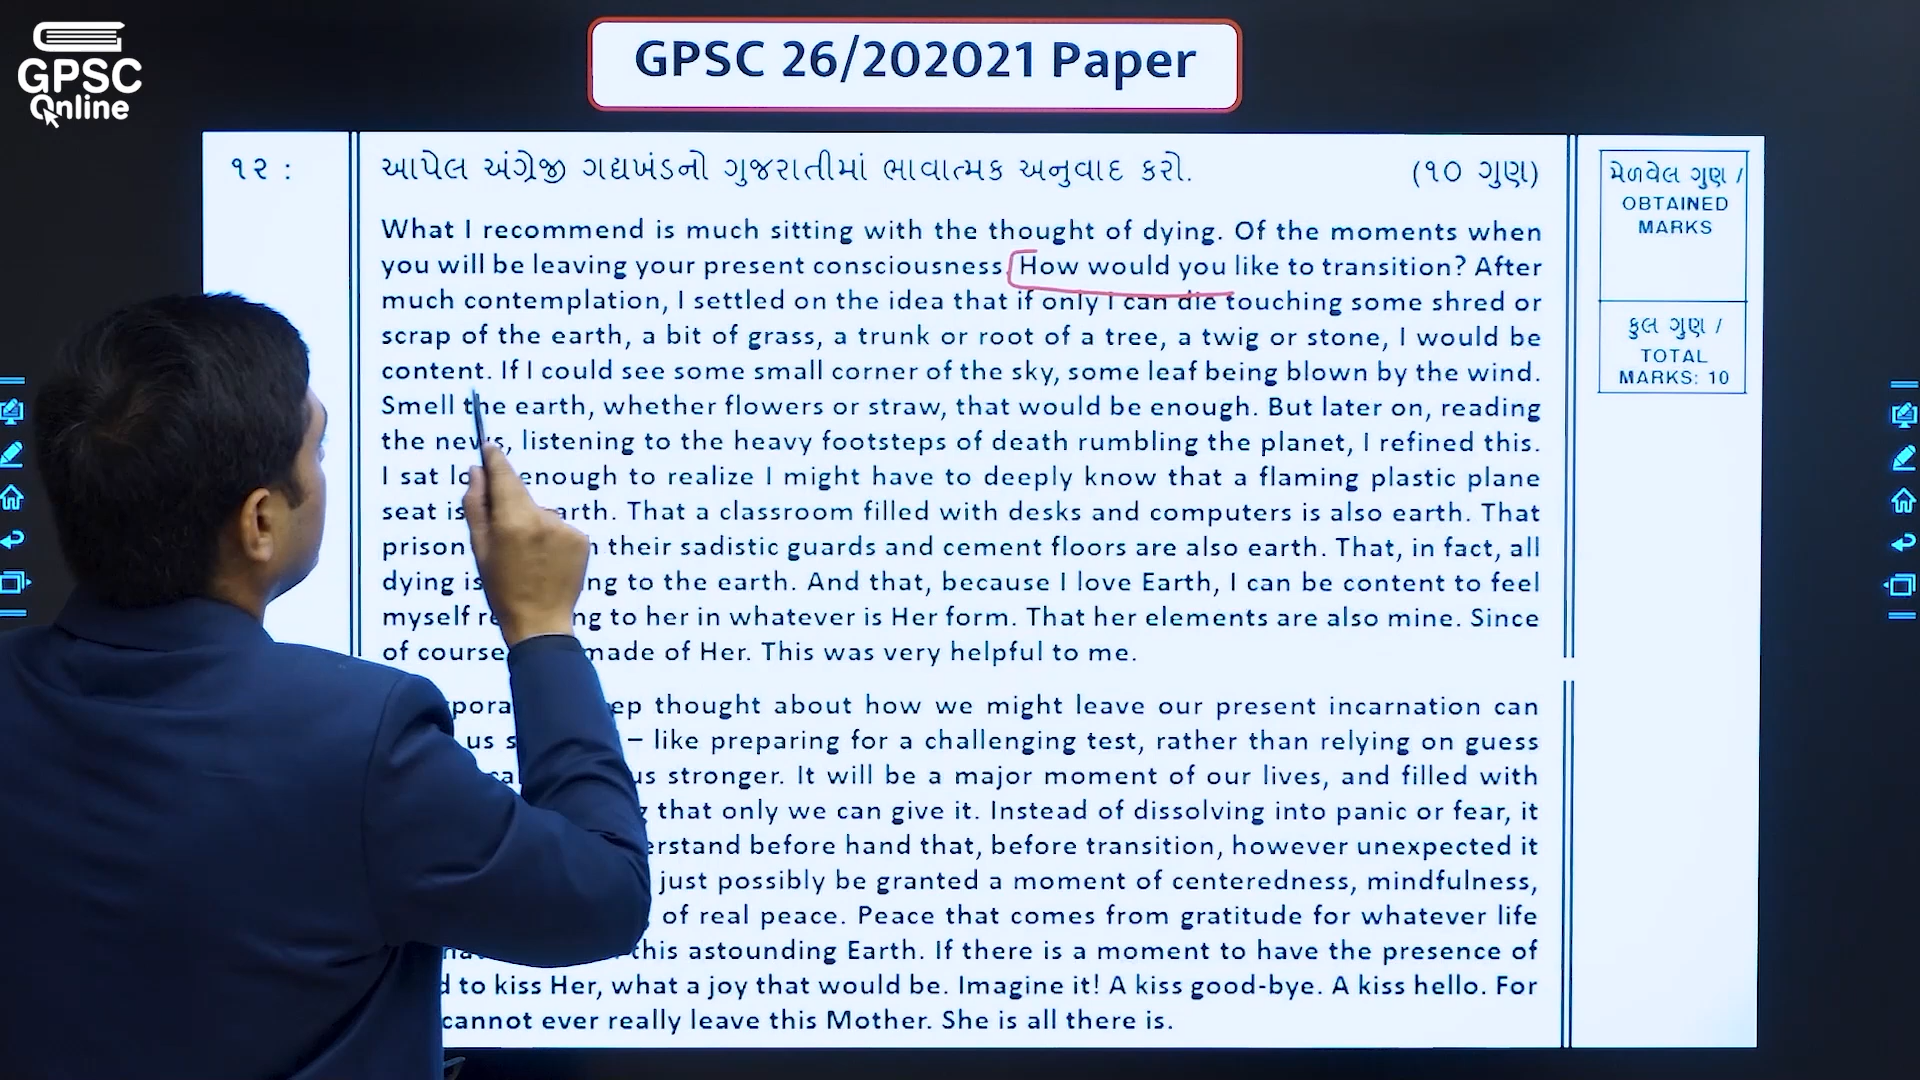 GPSC
Online
GPSC 26/202021 Paper
૧૨ :
આપેલ અંગ્રેજી ગદ્યખંડનો ગુજરાતીમાં ભાવાત્મક અનુવાદ કરો. (૧૦ ગુણ)
What I recommend is much sitting with the thought of dying. Of the moments when
you will be leaving your present consciousness. How would you like to transition? After
much contemplation, I settled on the idea that if only I can die touching some shred or
scrap of the earth, a bit of grass, a trunk or root of a tree, a twig or stone, I would be
content. If I could see some small corner of the sky, some leaf being blown by the wind.
Smell the earth, whether flowers or straw, that would be enough. But later on, reading
the news, listening to the heavy footsteps of death rumbling the planet, I refined this.
I sat enough to realize I might have to deeply know that a flaming plastic plane
seat is That a classroom filled with desks and computers is also earth. That
prison their sadistic guards and cement floors are also earth. That, in fact, all
dying is to the earth. And that, because I love Earth, I can be content to feel
myself to her in whatever is Her form. That her elements are also mine. Since
of course made of Her. This was very helpful to me.
thought about how we might leave our present incarnation can
us – like preparing for a challenging test, rather than relying on guess
us stronger. It will be a major moment of our lives, and filled with
that only we can give it. Instead of dissolving into panic or fear, it
before hand that, before transition, however unexpected it
just possibly be granted a moment of centeredness, mindfulness,
of real peace. Peace that comes from gratitude for whatever life
this astounding Earth. If there is a moment to have the presence of
to kiss Her, what a joy that would be. Imagine it! A kiss good-bye. A kiss hello. For
cannot ever really leave this Mother. She is all there is.
મેળવેલ ગુણ /
OBTAINED
MARKS
કુલ ગુણ /
TOTAL
MARKS: 10